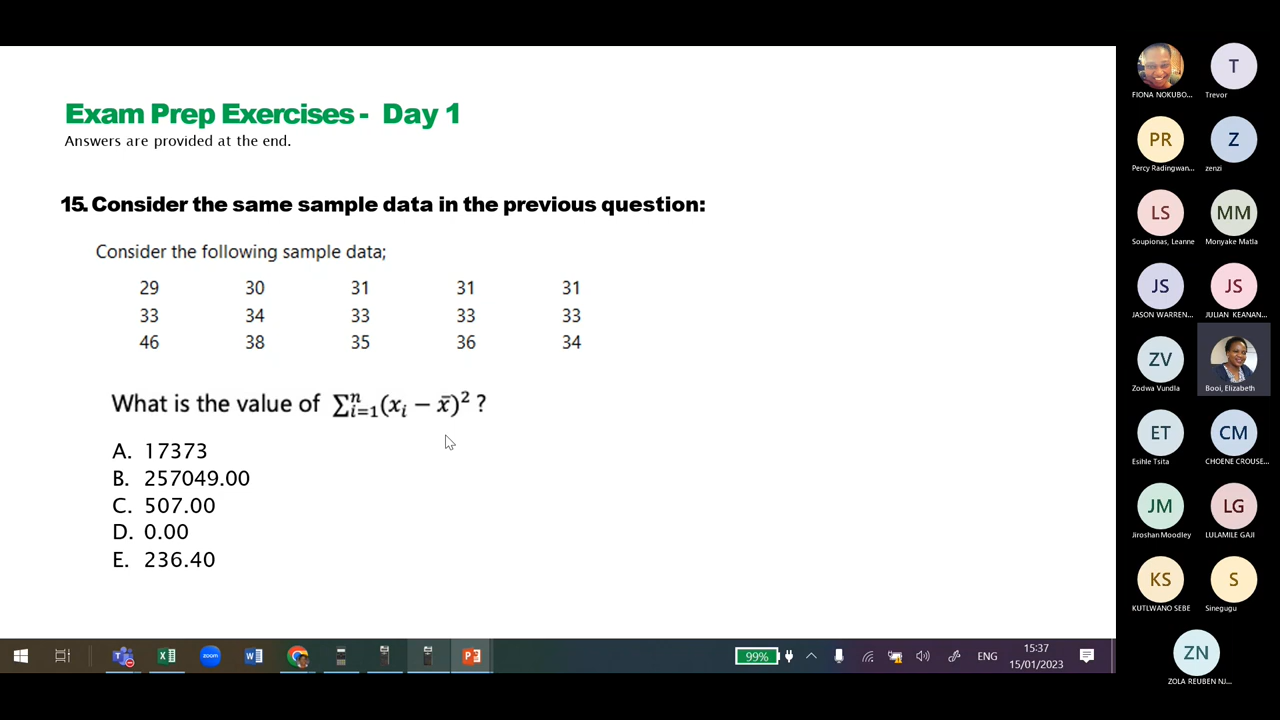 Exam Prep Exercises - Day 1
Answers are provided at the end.
15. Consider the same sample data in the previous question:
Consider the following sample data;
29 30 31 31 31
33 34 33 33 33
46 38 35 36 34
What is the value of ∑ⁿᵢ₌₁(xᵢ − x̄)² ?
A. 17373
B. 257049.00
C. 507.00
D. 0.00
E. 236.40
FIONA NOKUBO...
T
Trevor
PR
Percy Radingwan...
Z
zenzi
LS
Soupionas, Leanne
MM
Monyake Matla
JS
JASON WARREN...
JS
JULIAN KEANAN...
ZV
Zodwa Vundla
Booi, Elizabeth
ET
Esihle Tsita
CM
CHOENE CROUSE...
JM
Jiroshan Moodley
LG
LULAMILE GAJI
KS
KUTLWANO SEBE
S
Sinegugu
ZN
ZOLA REUBEN NJ...
zoom
99%
ENG
15:37
15/01/2023